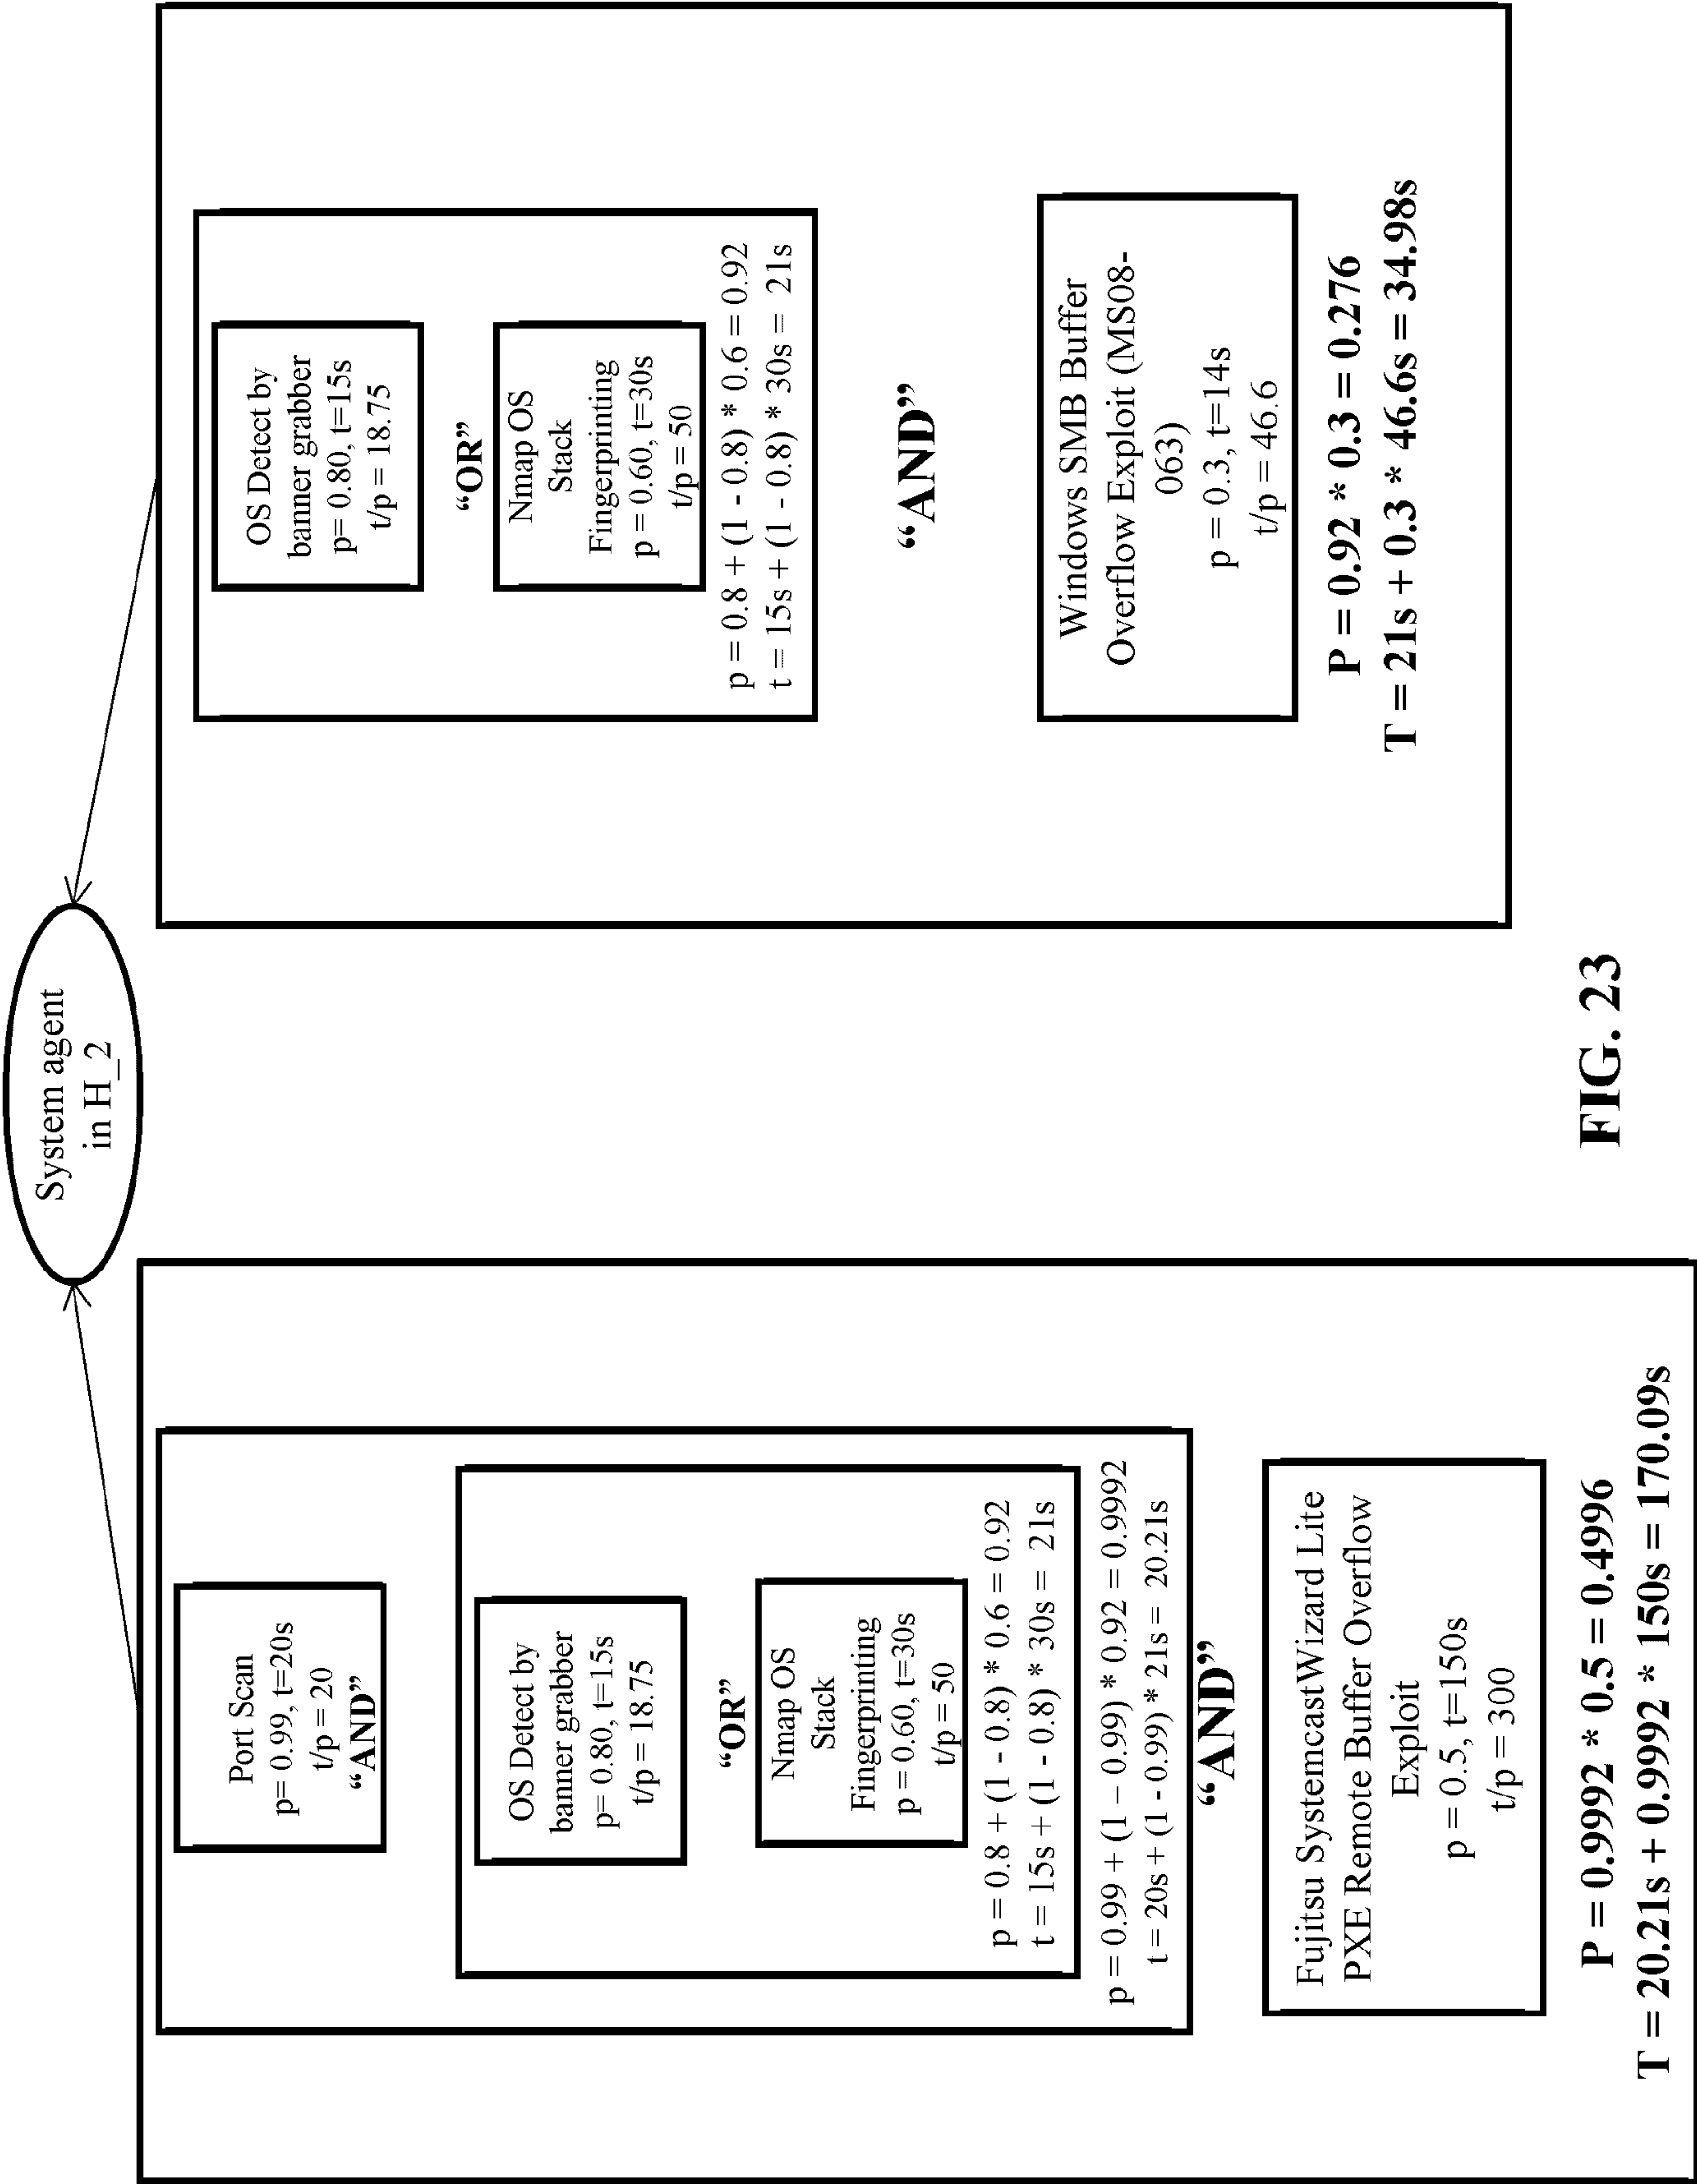 System agent
in H_2
Port Scan
p= 0.99, t=20s
t/p = 20
“AND”
OS Detect by
banner grabber
p= 0.80, t=15s
t/p = 18.75
“OR”
Nmap OS
Stack
Fingerprinting
p = 0.60, t=30s
t/p = 50
p = 0.8 + (1 - 0.8) * 0.6 = 0.92
t = 15s + (1 - 0.8) * 30s = 21s
p = 0.99 + (1 – 0.99) * 0.92 = 0.9992
t = 20s + (1 - 0.99) * 21s = 20.21s
“AND”
Fujitsu SystemcastWizard Lite
PXE Remote Buffer Overflow
Exploit
p = 0.5, t=150s
t/p = 300
P = 0.9992 * 0.5 = 0.4996
T = 20.21s + 0.9992 * 150s = 170.09s
OS Detect by
banner grabber
p= 0.80, t=15s
t/p = 18.75
“OR”
Nmap OS
Stack
Fingerprinting
p = 0.60, t=30s
t/p = 50
p = 0.8 + (1 - 0.8) * 0.6 = 0.92
t = 15s + (1 - 0.8) * 30s = 21s
“AND”
Windows SMB Buffer
Overflow Exploit (MS08-
063)
p = 0.3, t=14s
t/p = 46.6
P = 0.92 * 0.3 = 0.276
T = 21s + 0.3 * 46.6s = 34.98s
FIG. 23